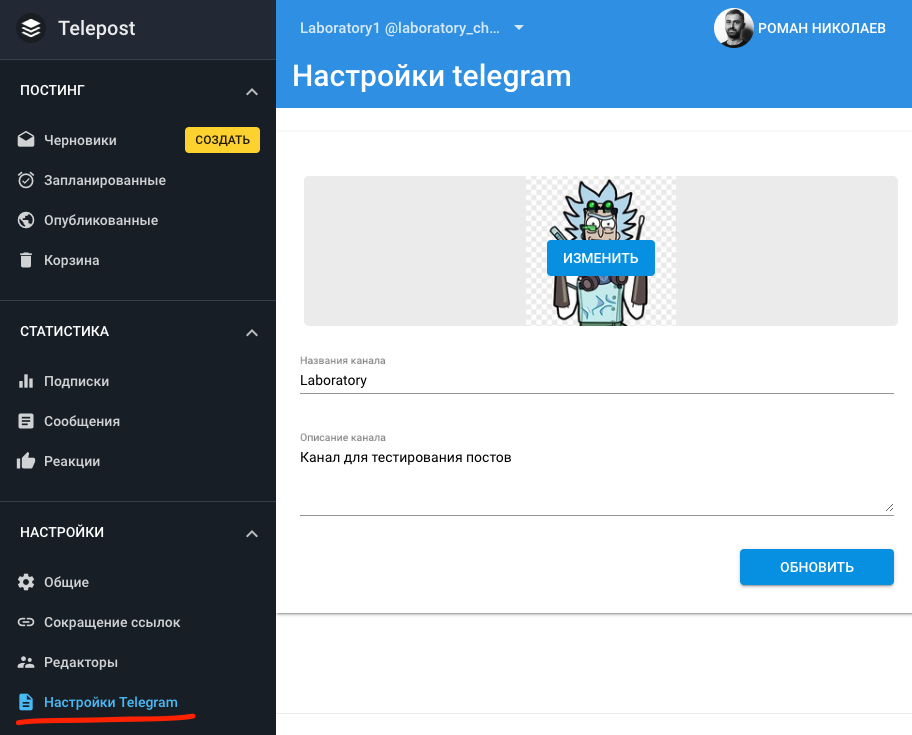 Telepost
Laboratory1 @laboratory_ch...
РОМАН НИКОЛАЕВ
Настройки telegram
ПОСТИНГ
Черновики
СОЗДАТЬ
Запланированные
Опубликованные
Корзина
СТАТИСТИКА
Подписки
Сообщения
Реакции
НАСТРОЙКИ
Общие
Сокращение ссылок
Редакторы
Настройки Telegram
ИЗМЕНИТЬ
Названия канала
Laboratory
Описание канала
Канал для тестирования постов
ОБНОВИТЬ